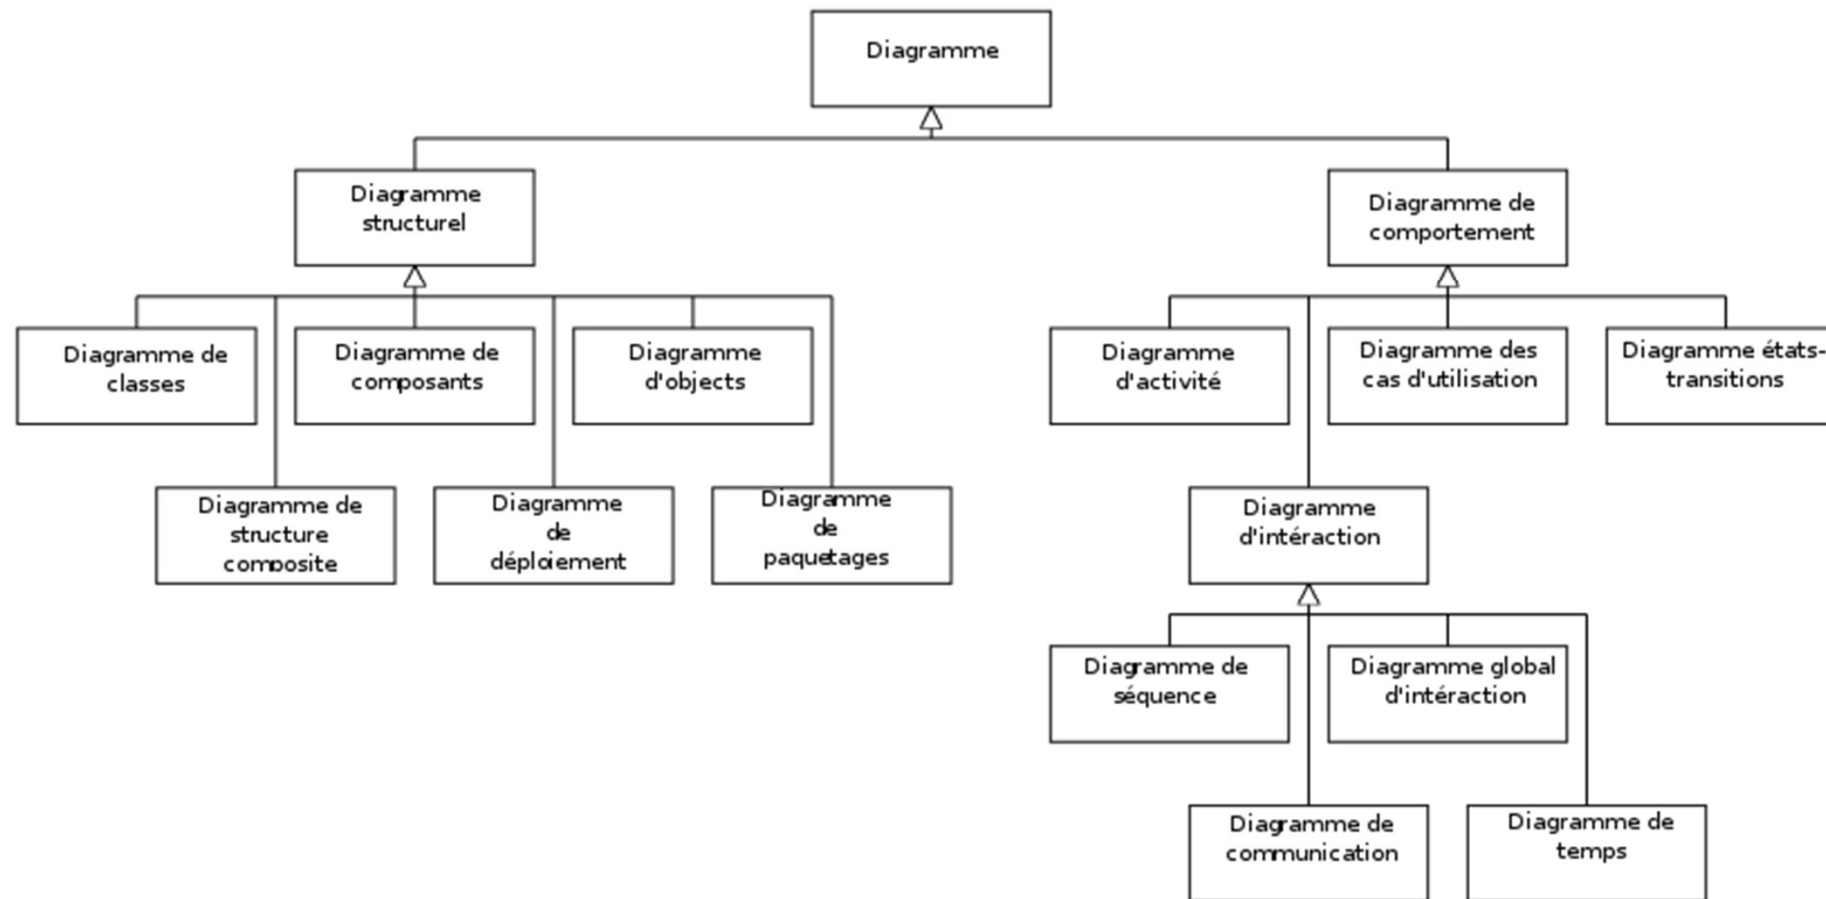 Diagramme
Diagramme
structurel
Diagramme de
comportement
Diagramme de
classes
Diagramme de
composants
Diagramme
d'objects
Diagramme
d'activité
Diagramme des
cas d'utilisation
Diagramme états-
transitions
Diagramme de
structure
composite
Diagramme
de
déploiement
Diagramme
de
paquetages
Diagramme
d'intéraction
Diagramme de
séquence
Diagramme global
d'intéraction
Diagramme de
communication
Diagramme de
temps